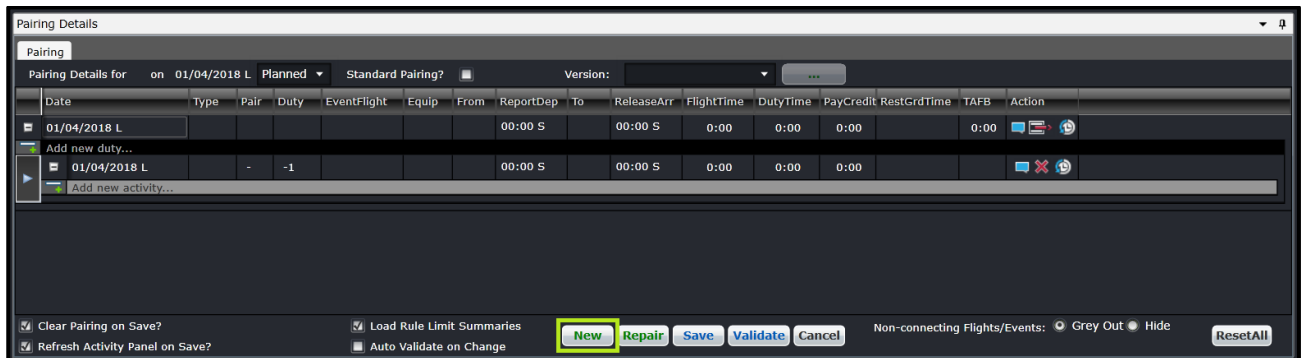 Pairing Details
Pairing
Pairing Details for on 01/04/2018 L Planned Standard Pairing? Version: ...
Date Type Pair Duty EventFlight Equip From ReportDep To ReleaseArr FlightTime DutyTime PayCredit RestGrdTime TAFB Action
01/04/2018 L 00:00 S 00:00 S 0:00 0:00 0:00 0:00
Add new duty...
01/04/2018 L - -1 00:00 S 00:00 S 0:00 0:00 0:00
Add new activity...
Clear Pairing on Save? Load Rule Limit Summaries New Repair Save Validate Cancel Non-connecting Flights/Events: Grey Out Hide ResetAll
Refresh Activity Panel on Save? Auto Validate on Change